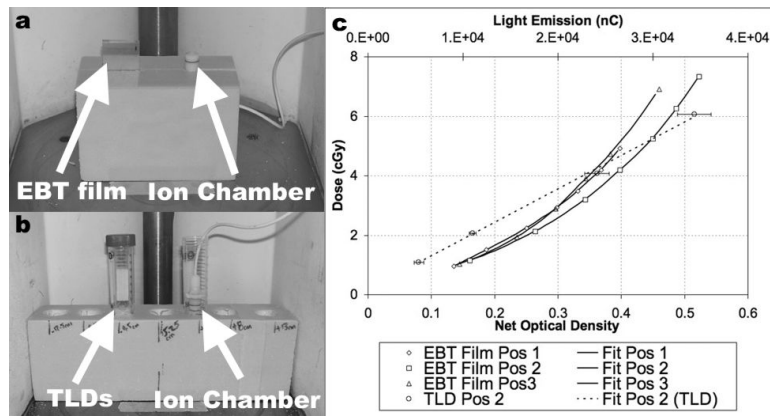 a
EBT film Ion Chamber
b
TLDs
Ion Chamber
c
Light Emission (nC)
0.E+00 1.E+04 2.E+04 3.E+04 4.E+04
Dose (cGy)
8
6
4
2
0
0 0.1 0.2 0.3 0.4 0.5 0.6
Net Optical Density
EBT Film Pos 1 Fit Pos 1
EBT Film Pos 2 Fit Pos 2
EBT Film Pos3 Fit Pos 3
TLD Pos 2 Fit Pos 2 (TLD)